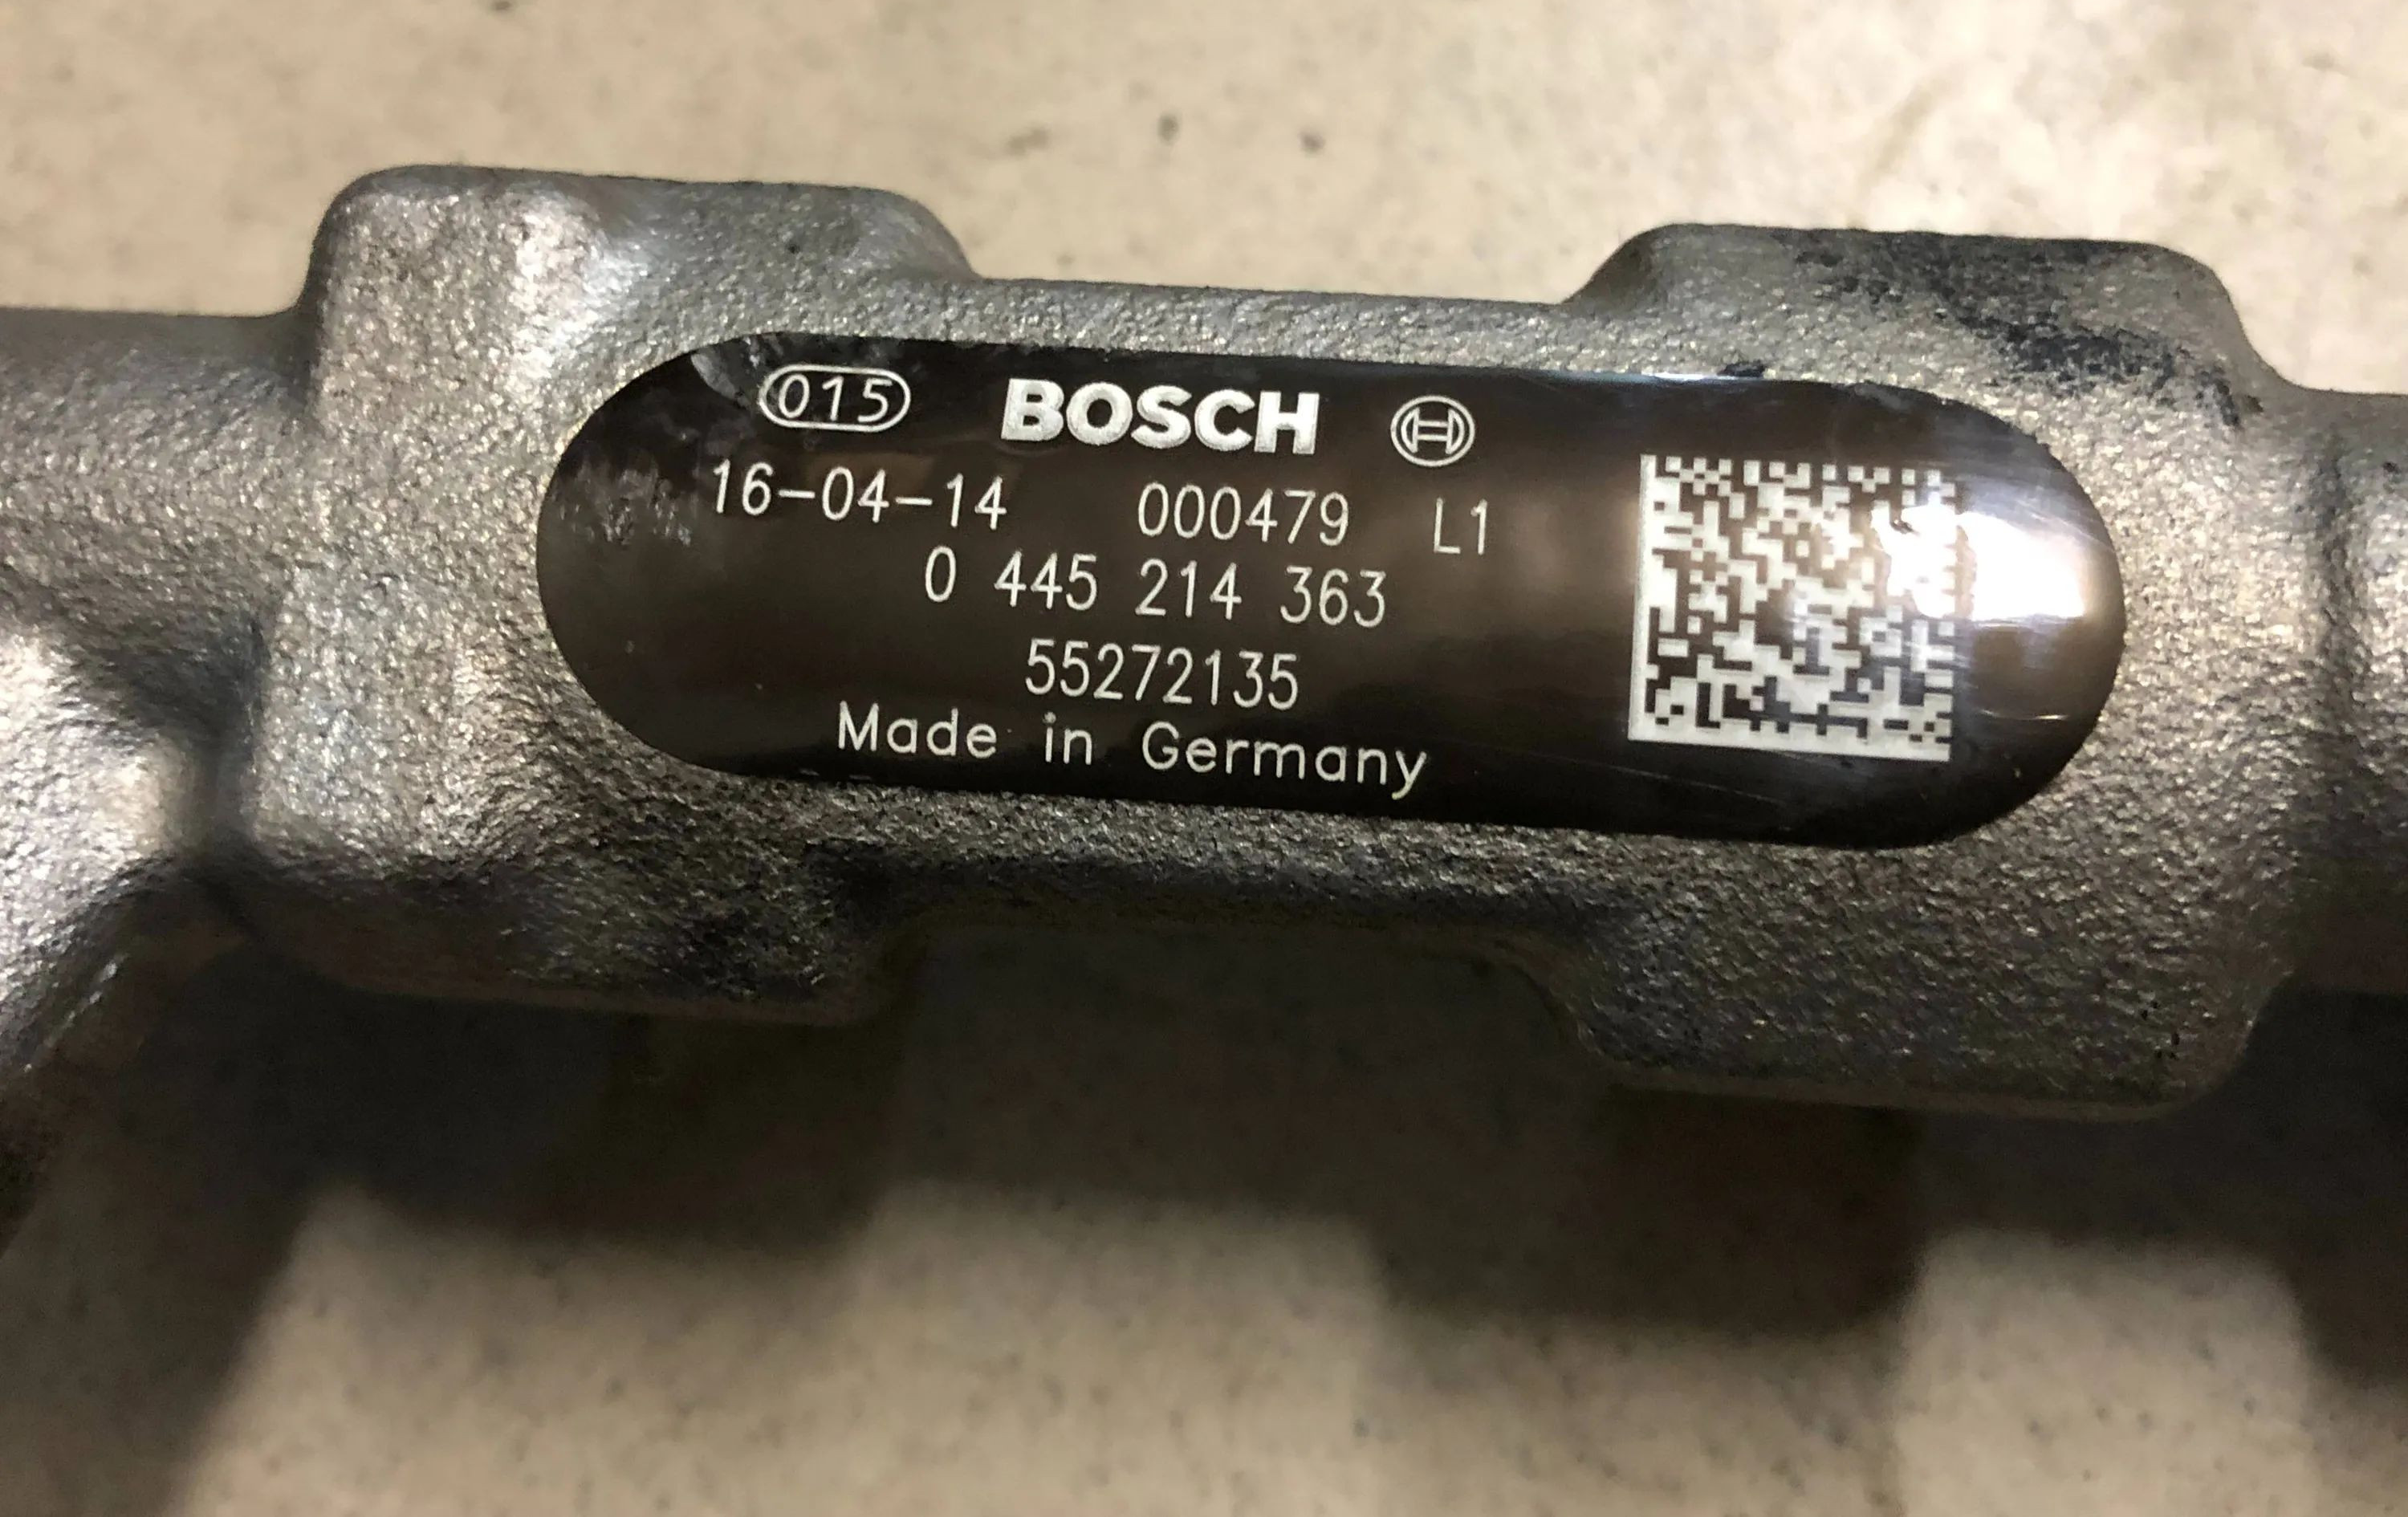 015 BOSCH
16-04-14 000479 L1
0 445 214 363
55272135
Made in Germany